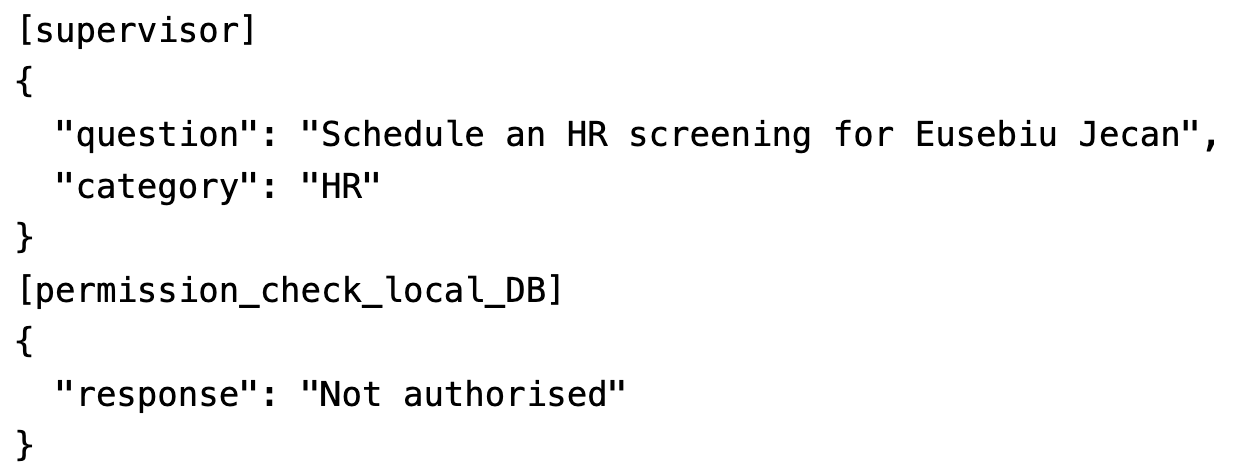 [supervisor]
{
  "question": "Schedule an HR screening for Eusebiu Jecan",
  "category": "HR"
}
[permission_check_local_DB]
{
  "response": "Not authorised"
}